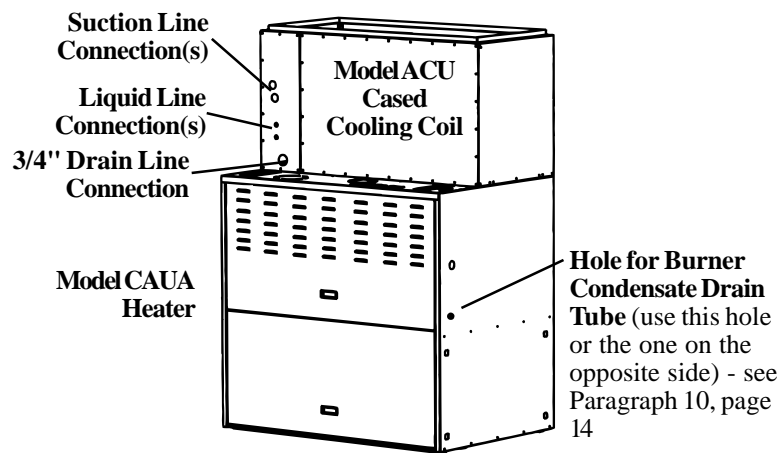 Suction Line
Connection(s)
Liquid Line
Connection(s)
3/4" Drain Line
Connection
Model ACU
Cased
Cooling Coil
Model CAUA
Heater
Hole for Burner
Condensate Drain
Tube (use this hole
or the one on the
opposite side) - see
Paragraph 10, page
14